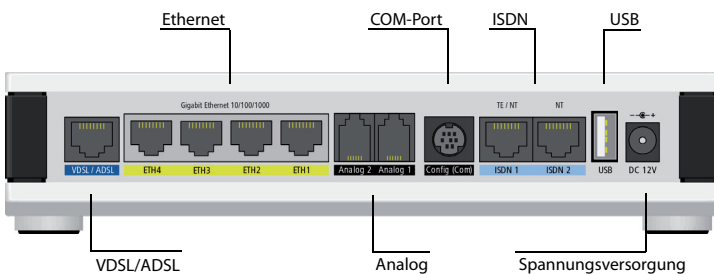 Ethernet COM-Port ISDN USB
Gigabit Ethernet 10/100/1000 TE / NT NT
VDSL / ADSL ETH4 ETH3 ETH2 ETH1 Analog 2 Analog 1 Config (Com) ISDN 1 ISDN 2 USB DC 12V
VDSL/ADSL Analog Spannungsversorgung